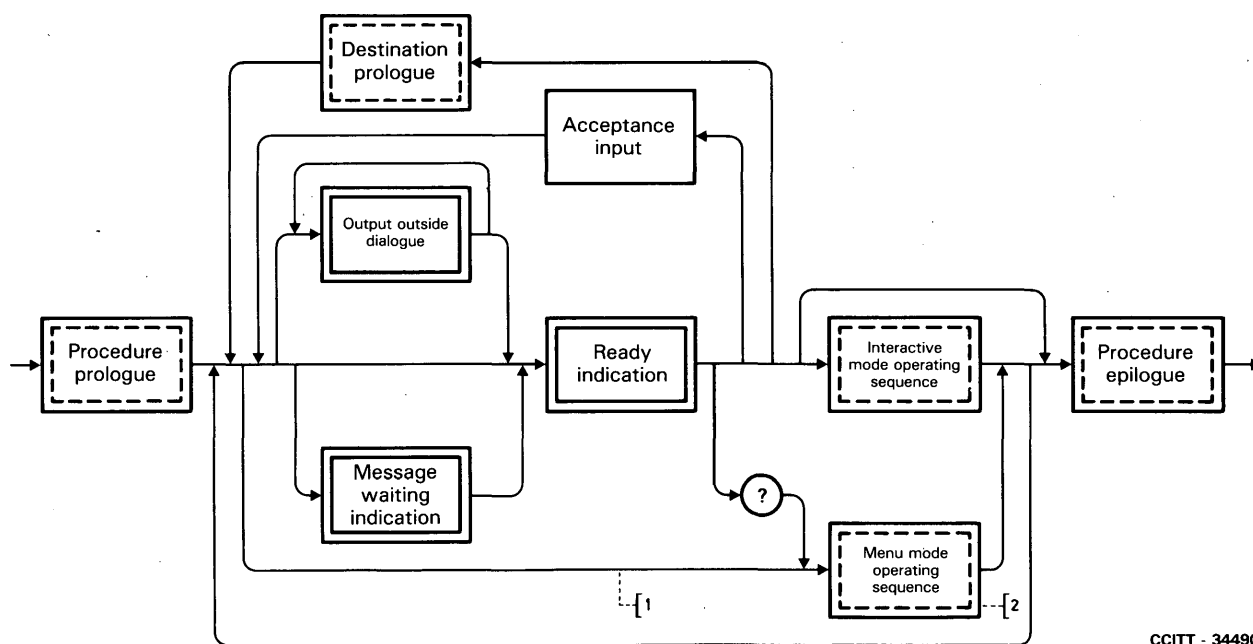 Destination
prologue
Acceptance
input
Output outside
dialogue
Procedure
prologue
Ready
indication
Interactive
mode operating
sequence
Procedure
epilogue
Message
waiting
indication
?
Menu mode
operating
sequence
1
2
CCITT - 34490